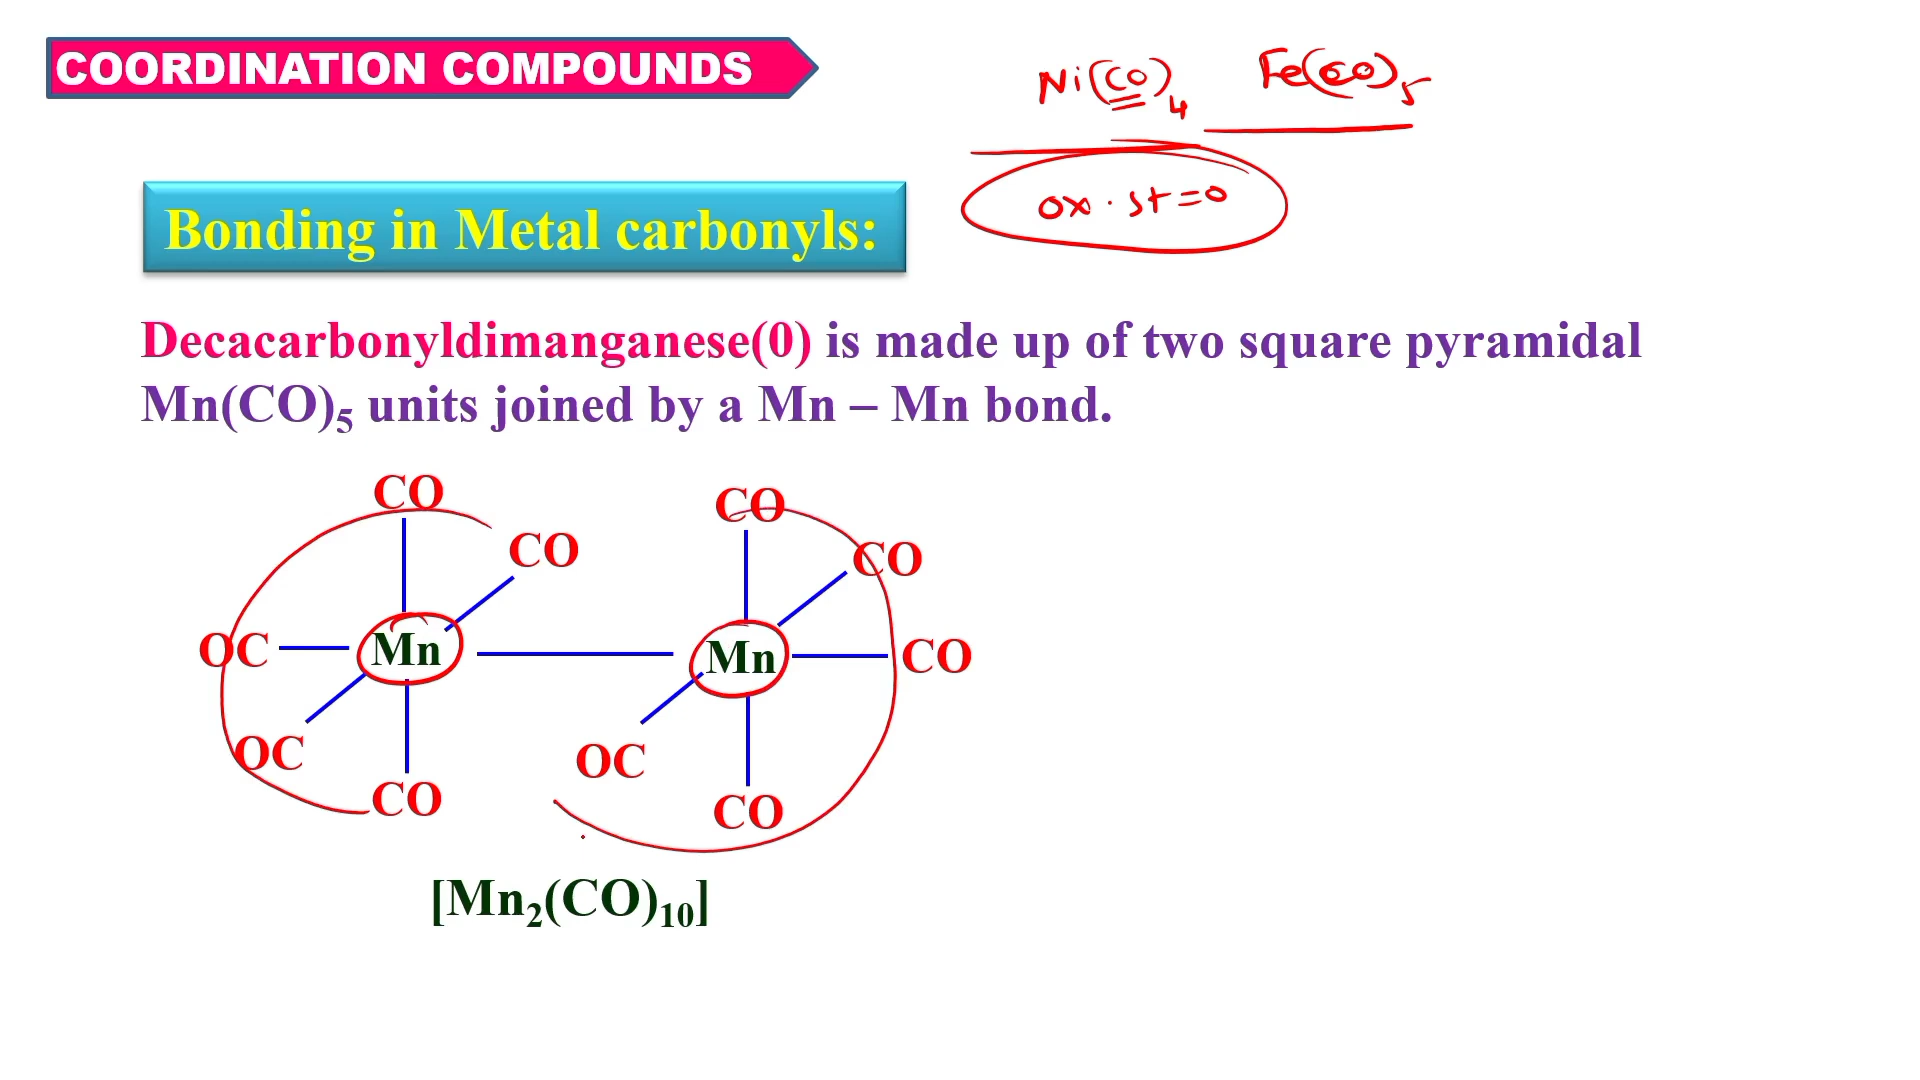 COORDINATION COMPOUNDS
Ni(CO)₄ Fe(CO)₅
ox. st = 0
Bonding in Metal carbonyls:
Decacarbonyldimanganese(0) is made up of two square pyramidal
Mn(CO)₅ units joined by a Mn – Mn bond.
CO CO
CO CO
OC Mn Mn CO
OC OC
CO CO
[Mn₂(CO)₁₀]